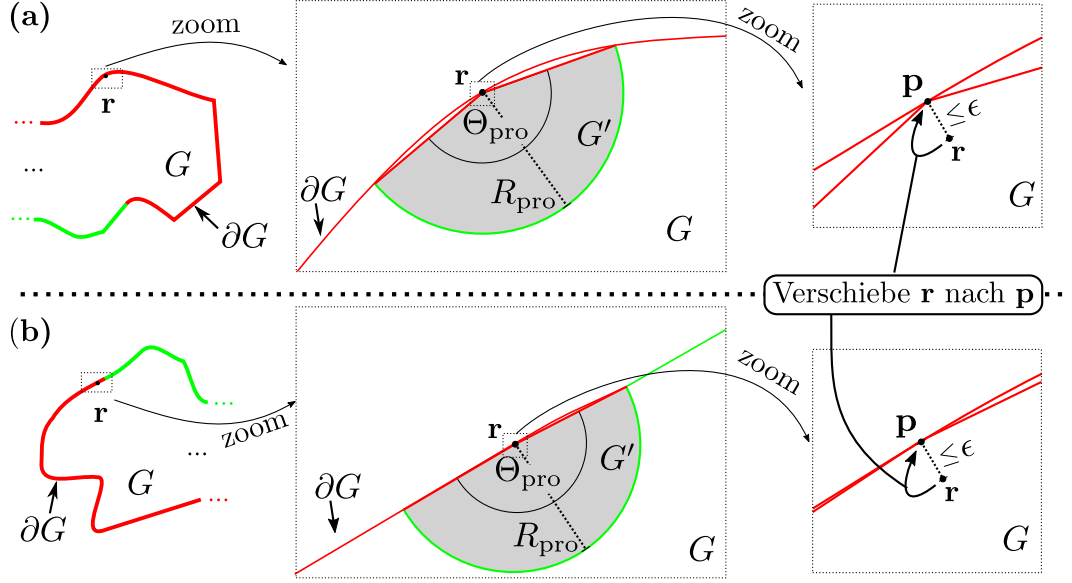 (a)
zoom
r
...
...
G
...
∂G
r
Θpro
G′
Rpro
∂G
G
zoom
p
≤ϵ
r
G
Verschiebe r nach p
(b)
r
...
zoom
...
G
∂G
...
r
Θpro
G′
∂G
Rpro
G
zoom
p
≤ϵ
r
G